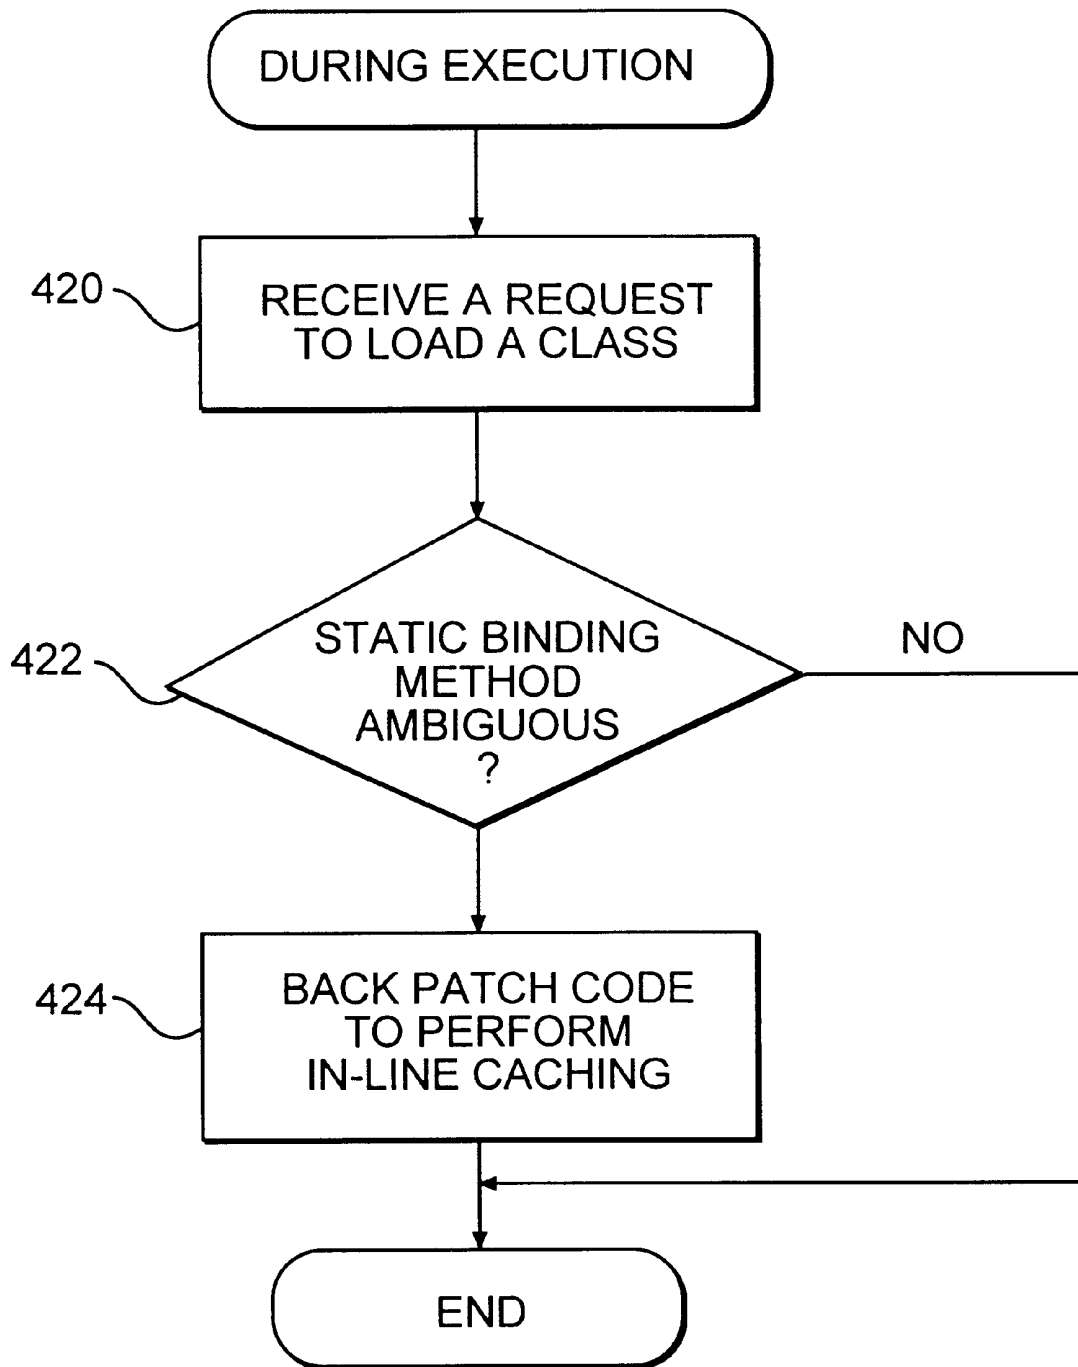 DURING EXECUTION
420
RECEIVE A REQUEST
TO LOAD A CLASS
422
STATIC BINDING
METHOD
AMBIGUOUS
?
NO
424
BACK PATCH CODE
TO PERFORM
IN-LINE CACHING
END